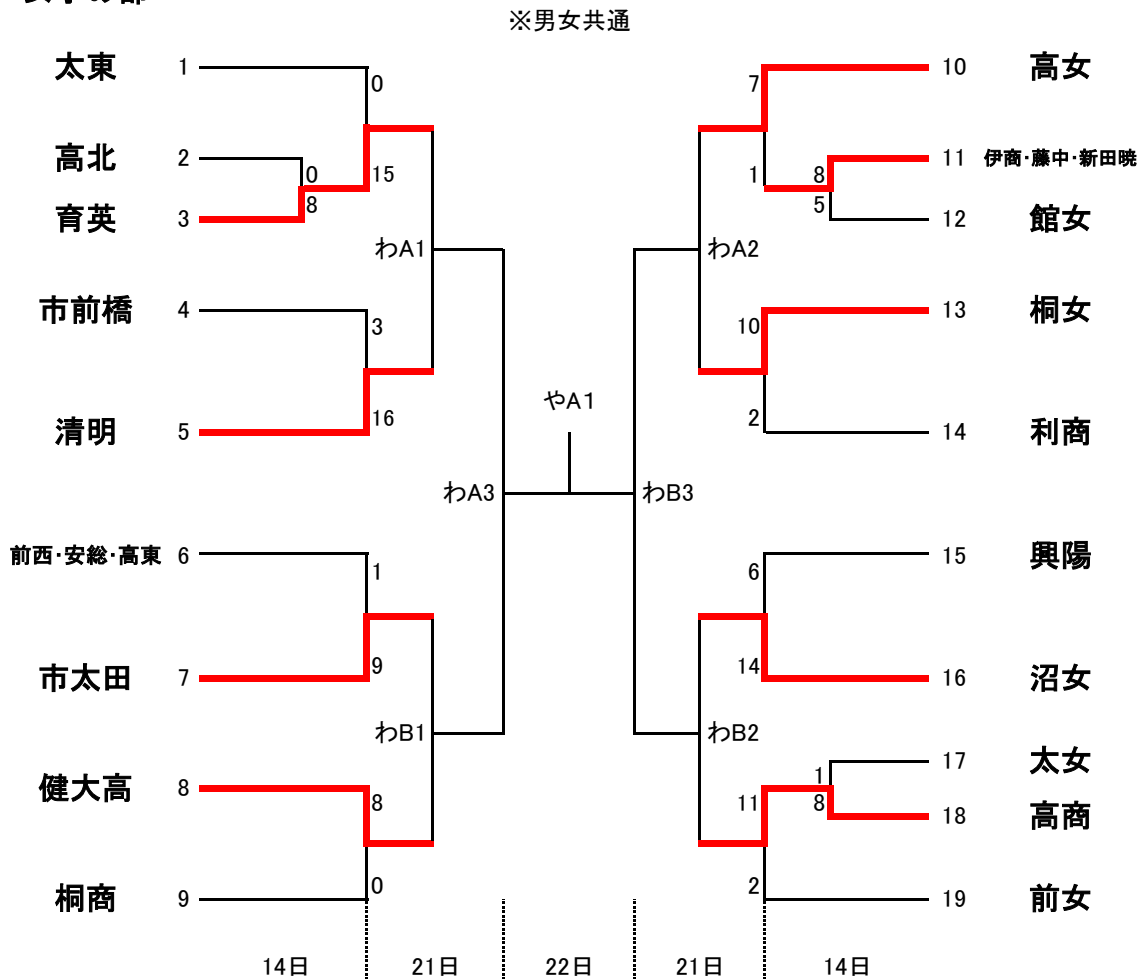 ※男女共通
太東 1
0
高北 2
0
15
育英 3
8
わA1
市前橋 4
3
清明 5
16
わA3
前西・安総・高東 6
1
市太田 7
9
わB1
健大高 8
8
桐商 9
0
やA1
7
10 高女
1
8
11 伊商・藤中・新田暁
5
12 館女
わA2
10
13 桐女
2
14 利商
わB3
6
15 興陽
14
16 沼女
わB2
1
17 太女
11
8
18 高商
2
19 前女
14日 21日 22日 21日 14日